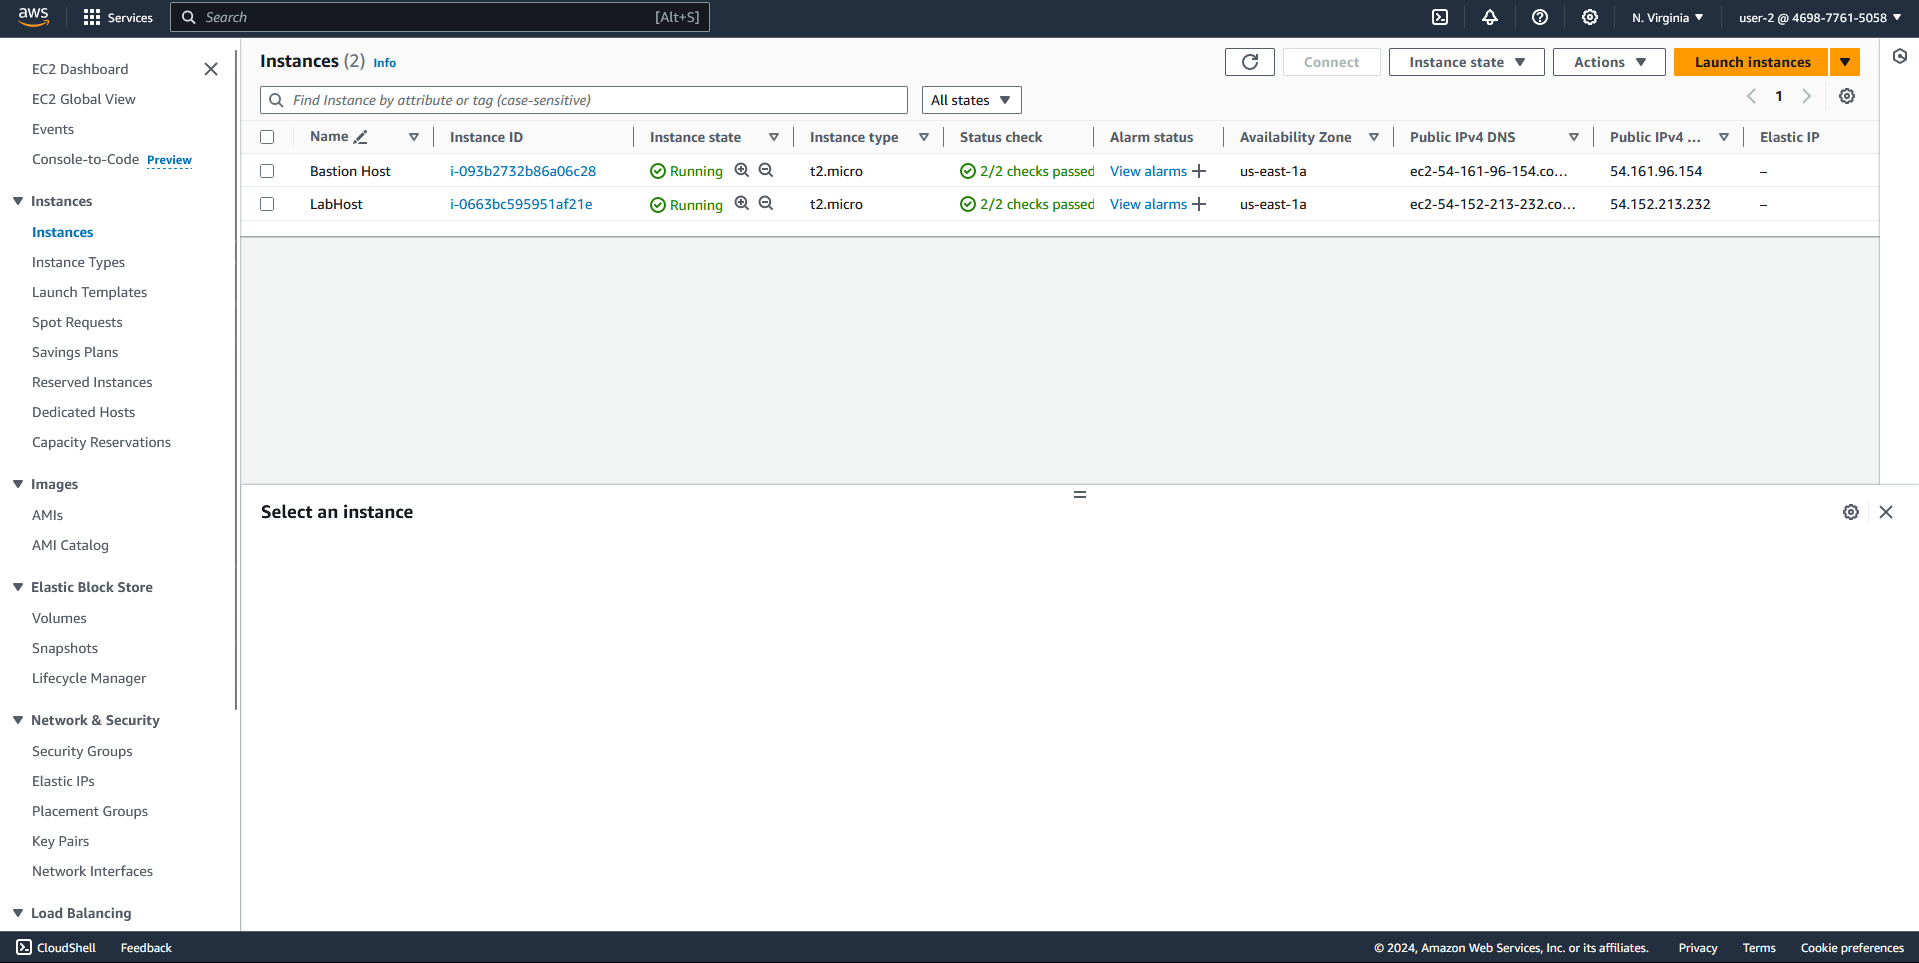 aws
Services
Search
[Alt+S]
N. Virginia
user-2 @ 4698-7761-5058
EC2 Dashboard
EC2 Global View
Events
Console-to-Code Preview
Instances
Instances
Instance Types
Launch Templates
Spot Requests
Savings Plans
Reserved Instances
Dedicated Hosts
Capacity Reservations
Images
AMIs
AMI Catalog
Elastic Block Store
Volumes
Snapshots
Lifecycle Manager
Network & Security
Security Groups
Elastic IPs
Placement Groups
Key Pairs
Network Interfaces
Load Balancing
Instances (2) Info
Connect
Instance state
Actions
Launch instances
Find Instance by attribute or tag (case-sensitive)
All states
1
Name Instance ID Instance state Instance type Status check Alarm status Availability Zone Public IPv4 DNS Public IPv4 ... Elastic IP
Bastion Host i-093b2732b86a06c28 Running t2.micro 2/2 checks passed View alarms us-east-1a ec2-54-161-96-154.co... 54.161.96.154 –
LabHost i-0663bc595951af21e Running t2.micro 2/2 checks passed View alarms us-east-1a ec2-54-152-213-232.co... 54.152.213.232 –
Select an instance
CloudShell
Feedback
© 2024, Amazon Web Services, Inc. or its affiliates.
Privacy
Terms
Cookie preferences